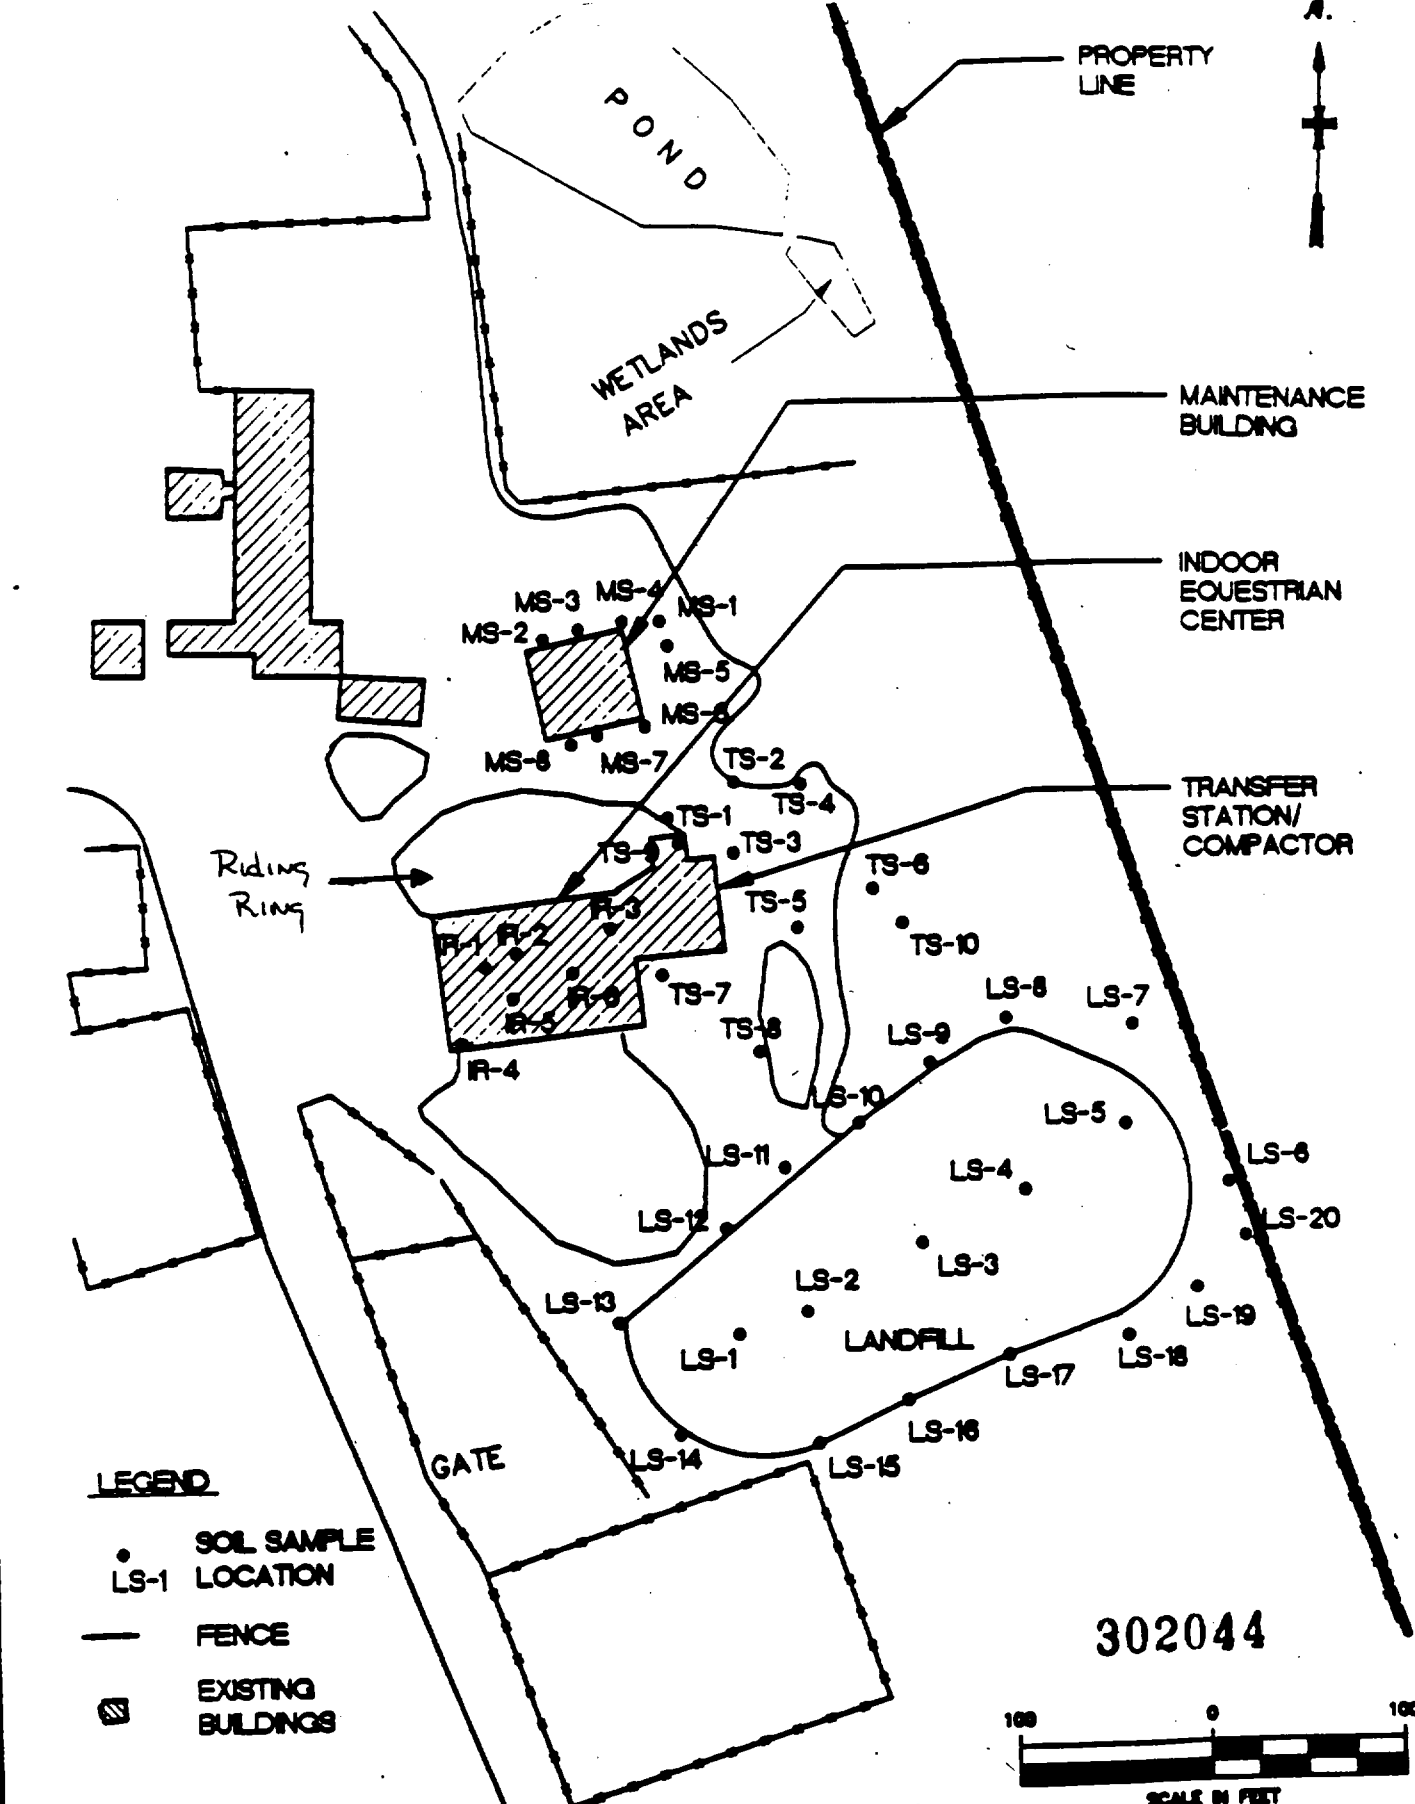 N.
PROPERTY
LINE
POND
WETLANDS
AREA
MAINTENANCE
BUILDING
INDOOR
EQUESTRIAN
CENTER
MS-4
MS-3
MS-1
MS-2
MS-5
MS-6
MS-8
MS-7
TS-2
TS-4
TRANSFER
STATION/
COMPACTOR
TS-1
TS-3
TS-6
Riding
Ring
TS-5
IR-3
IR-1
IR-2
TS-10
IR-6
TS-7
LS-8
LS-7
IR-5
TS-8
LS-9
IR-4
LS-10
LS-5
LS-11
LS-4
LS-6
LS-12
LS-20
LS-3
LS-2
LS-13
LS-19
LS-1
LANDFILL
LS-18
LS-17
LS-16
LS-14
LS-15
GATE
LEGEND
SOIL SAMPLE
LS-1 LOCATION
FENCE
EXISTING
BUILDINGS
302044
100 0 100
SCALE IN FEET